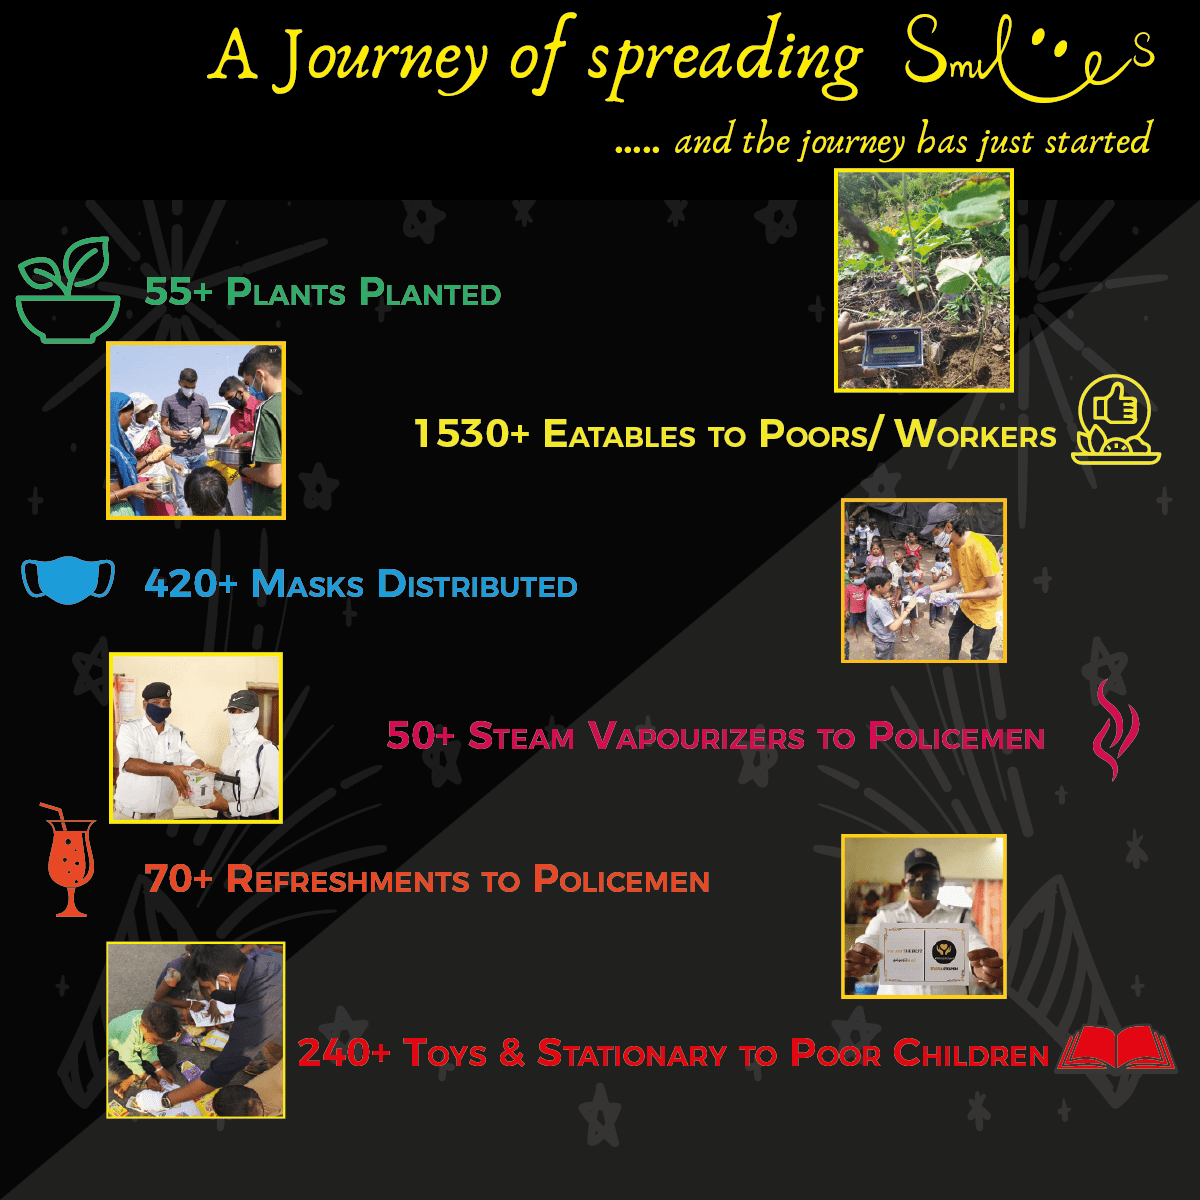 A Journey of spreading Smiles
..... and the journey has just started
55+ Plants Planted
1530+ Eatables to Poors/ Workers
420+ Masks Distributed
50+ Steam Vapourizers to Policemen
70+ Refreshments to Policemen
240+ Toys & Stationary to Poor Children